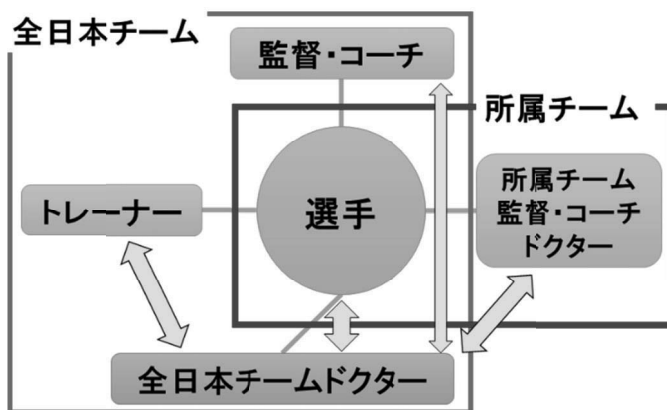 全日本チーム
監督・コーチ
所属チーム
トレーナー
選手
所属チーム
監督・コーチ
ドクター
全日本チームドクター